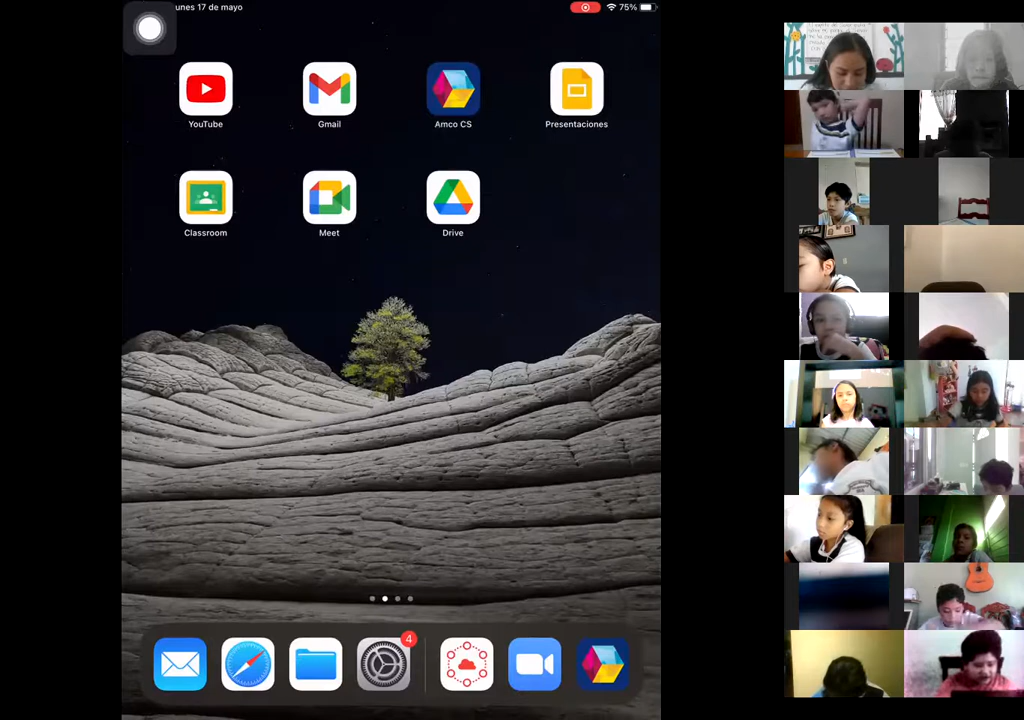 unes 17 de mayo
75%
YouTube
Gmail
Amco CS
Presentaciones
Classroom
Meet
Drive
4